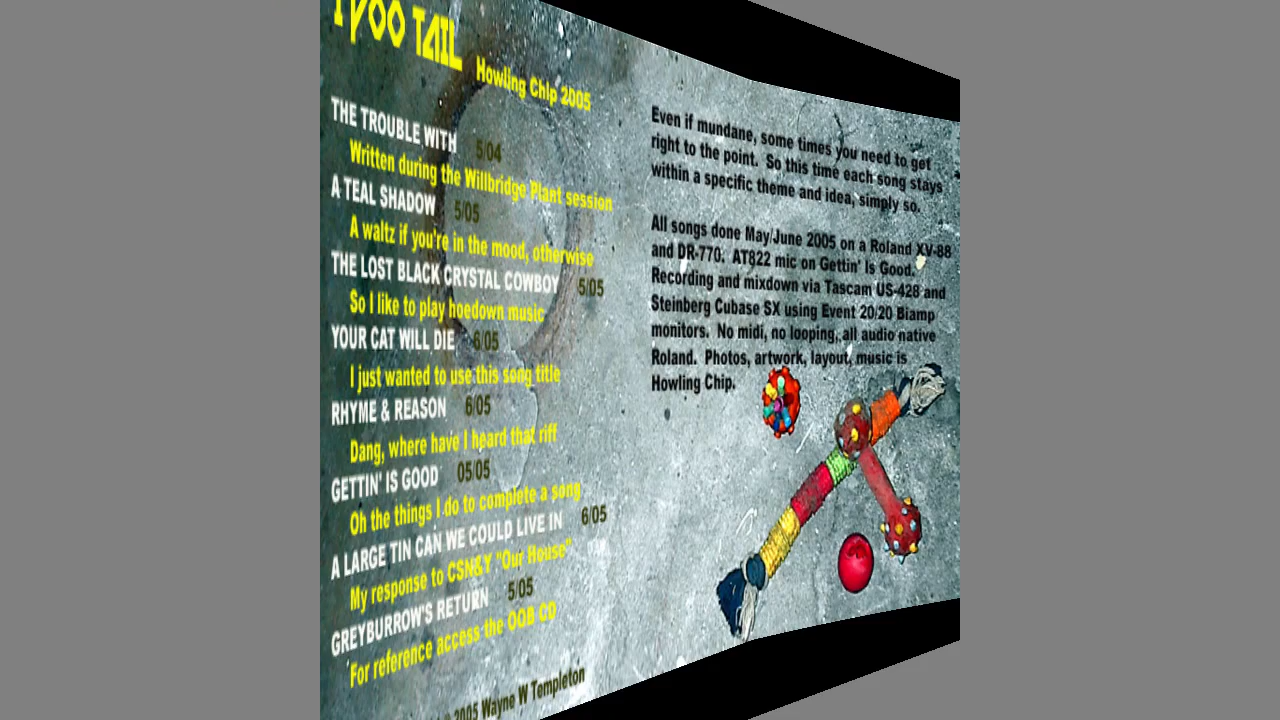 TAIL
Howling Chip 2005
THE TROUBLE WITH 5/04
Written during the Willbridge Plant session
A TEAL SHADOW 5/05
A waltz if you're in the mood, otherwise
THE LOST BLACK CRYSTAL COWBOY 5/05
So I like to play hoedown music
YOUR CAT WILL DIE 6/05
I just wanted to use this song title
RHYME & REASON 6/05
Dang, where have I heard that riff
GETTIN' IS GOOD 05/05
Oh the things I do to complete a song
A LARGE TIN CAN WE COULD LIVE IN 6/05
My response to CSN&Y "Our House"
GREYBURROW'S RETURN 5/05
For reference access the OOB CD
2005 Wayne W Templeton
Even if mundane, some times you need to get
right to the point. So this time each song stays
within a specific theme and idea, simply so.
All songs done May/June 2005 on a Roland XV-88
and DR-770. AT822 mic on Gettin' Is Good.
Recording and mixdown via Tascam US-428 and
Steinberg Cubase SX using Event 20/20 Biamp
monitors. No midi, no looping, all audio native
Roland. Photos, artwork, layout, music is
Howling Chip.